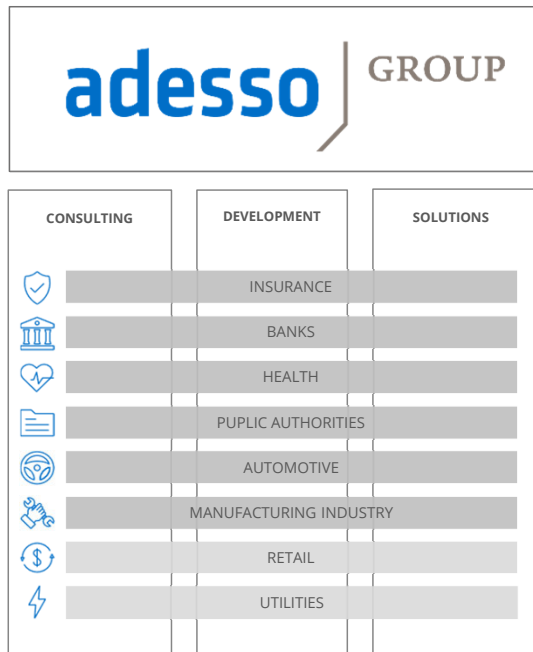 adesso GROUP
CONSULTING DEVELOPMENT SOLUTIONS
INSURANCE
BANKS
HEALTH
PUPLIC AUTHORITIES
AUTOMOTIVE
MANUFACTURING INDUSTRY
$ RETAIL
UTILITIES